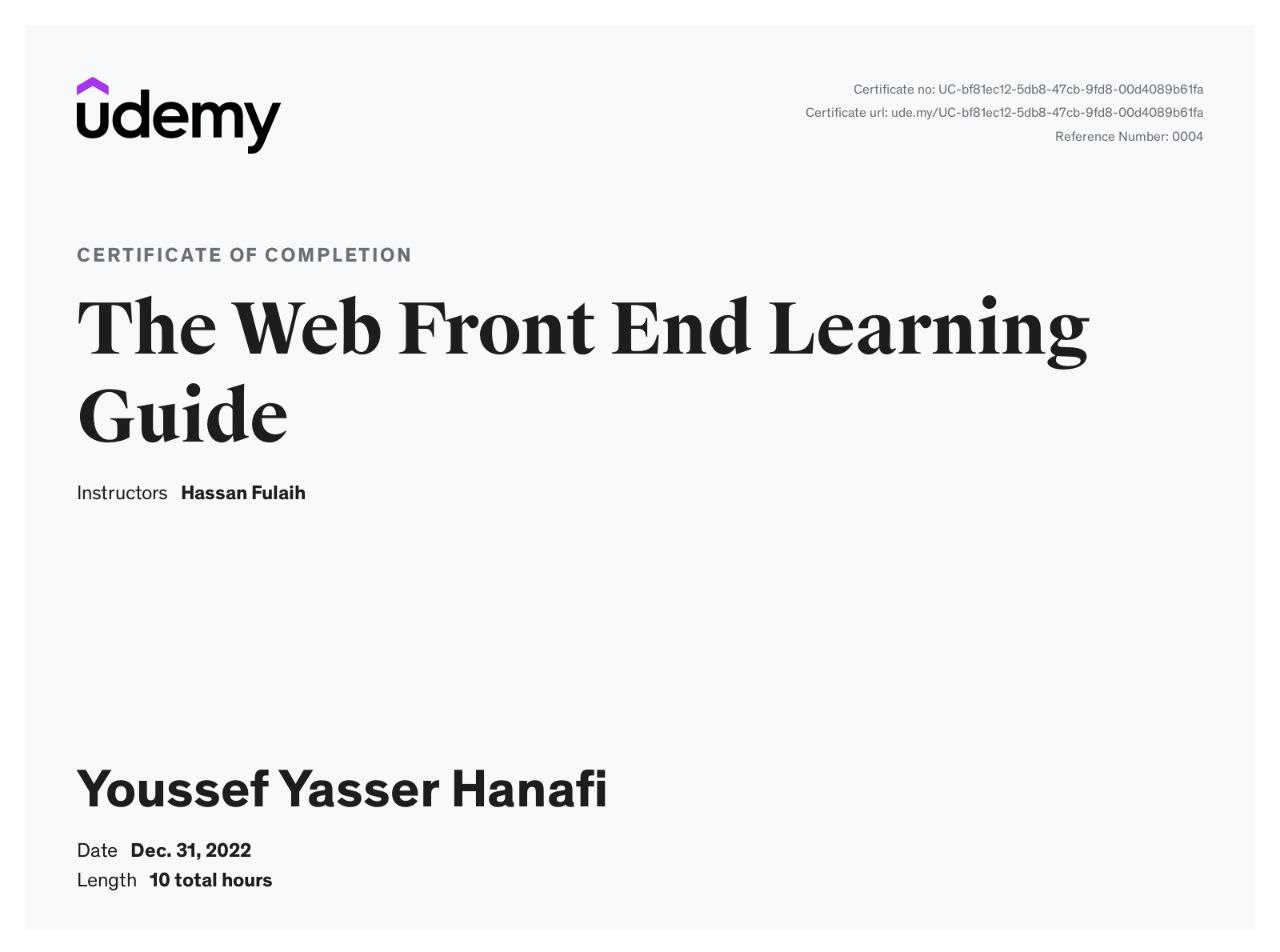 udemy
Certificate no: UC-bf81ec12-5db8-47cb-9fd8-00d4089b61fa
Certificate url: ude.my/UC-bf81ec12-5db8-47cb-9fd8-00d4089b61fa
Reference Number: 0004
CERTIFICATE OF COMPLETION
The Web Front End Learning
Guide
Instructors Hassan Fulaih
Youssef Yasser Hanafi
Date Dec. 31, 2022
Length 10 total hours